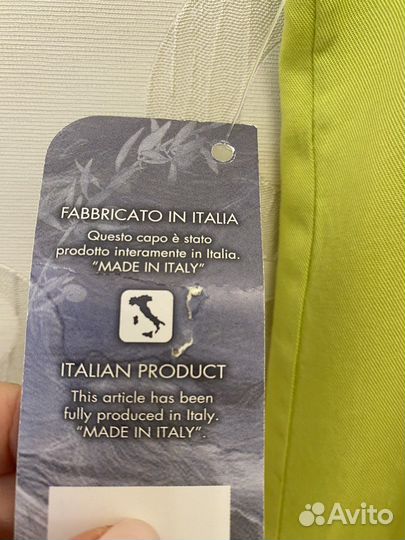 FABBRICATO IN ITALIA
Questo capo è stato
prodotto interamente in Italia.
"MADE IN ITALY"
ITALIAN PRODUCT
This article has been
fully produced in Italy.
"MADE IN ITALY".
Avito